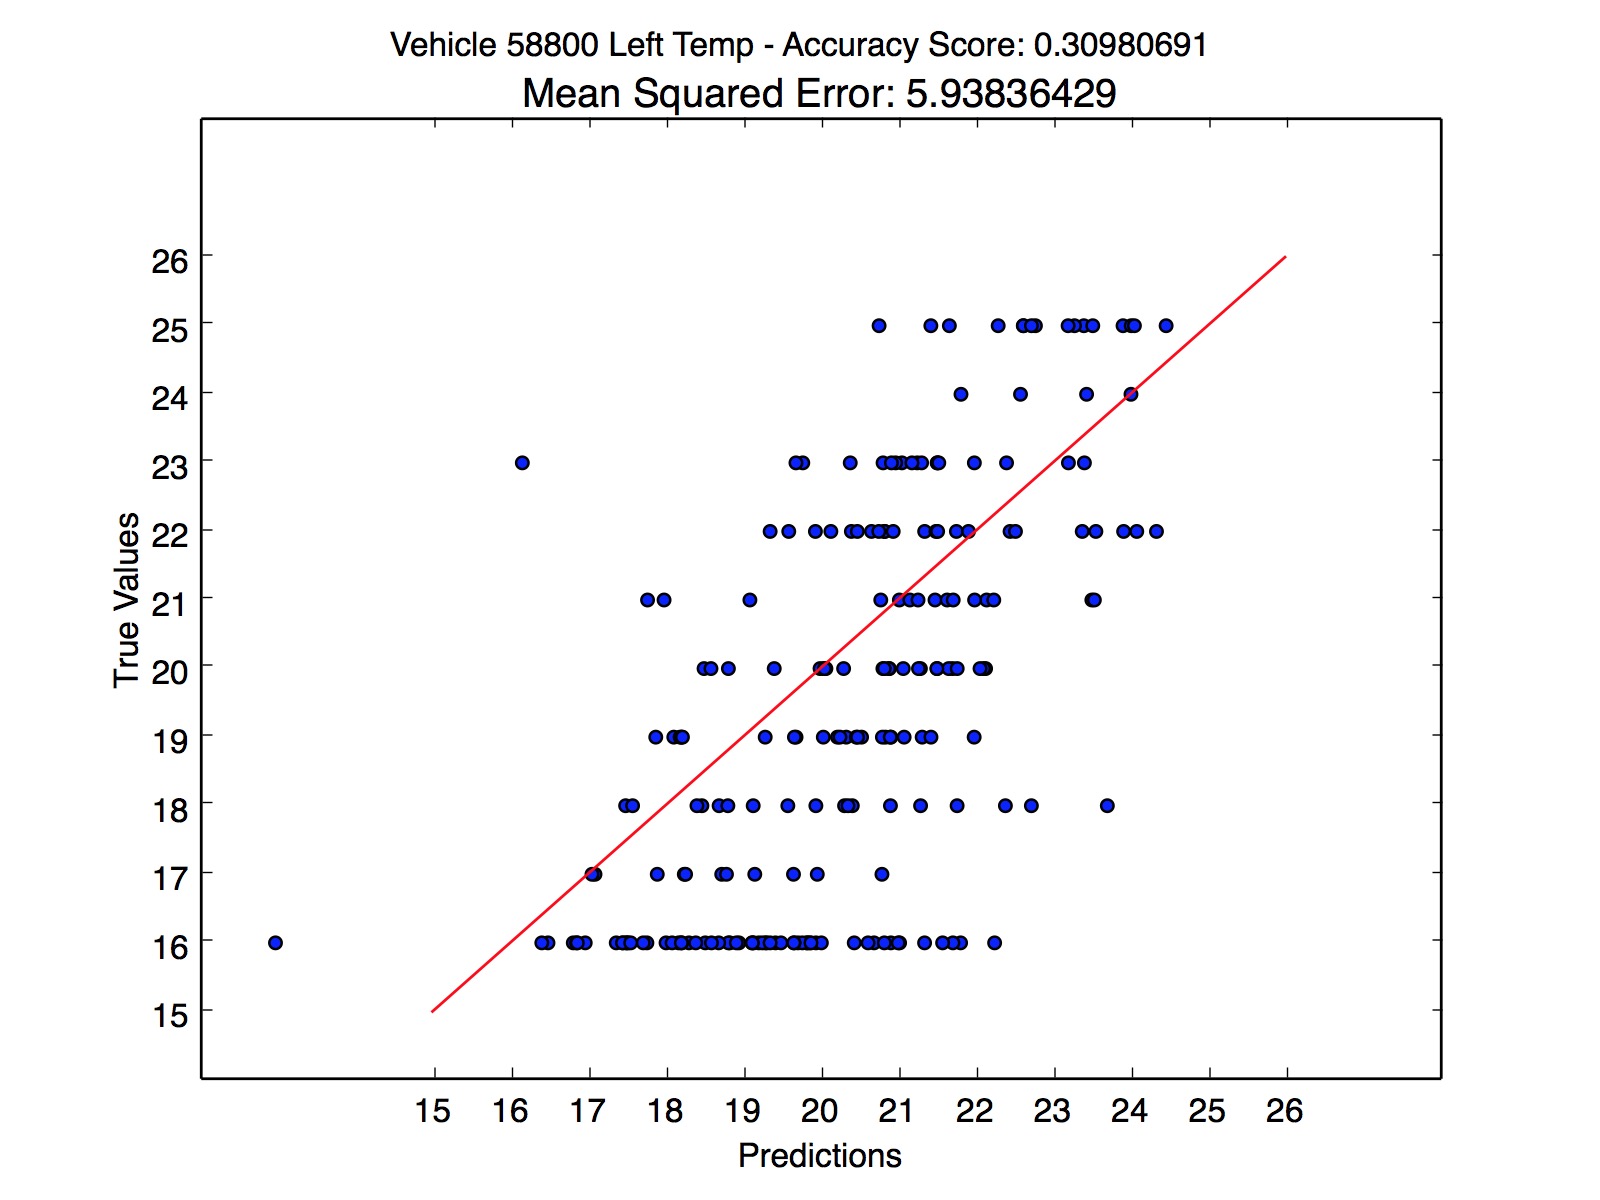 Vehicle 58800 Left Temp - Accuracy Score: 0.30980691
Mean Squared Error: 5.93836429
26
25
24
23
22
21
20
19
18
17
16
15
True Values
15 16 17 18 19 20 21 22 23 24 25 26
Predictions